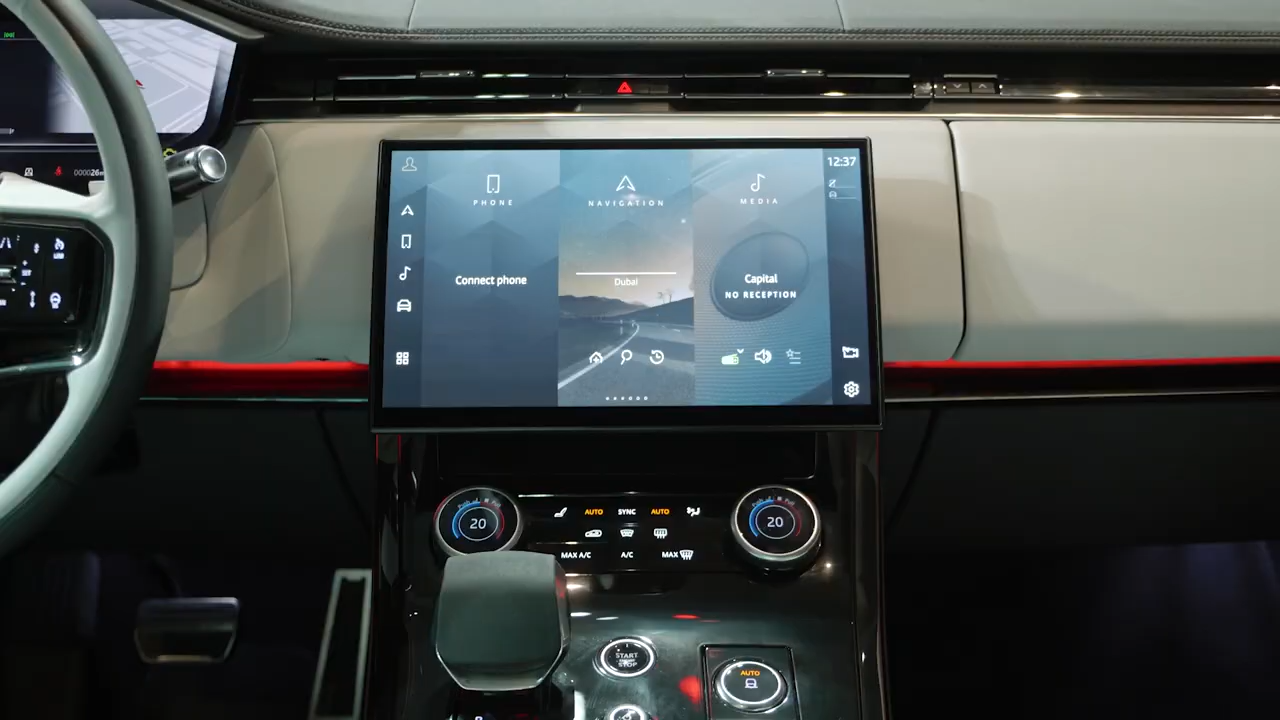 12:37
PHONE
NAVIGATION
MEDIA
Connect phone
Dubai
Capital
NO RECEPTION
20
AUTO
SYNC
AUTO
20
MAX A/C
A/C
MAX
START
STOP
AUTO